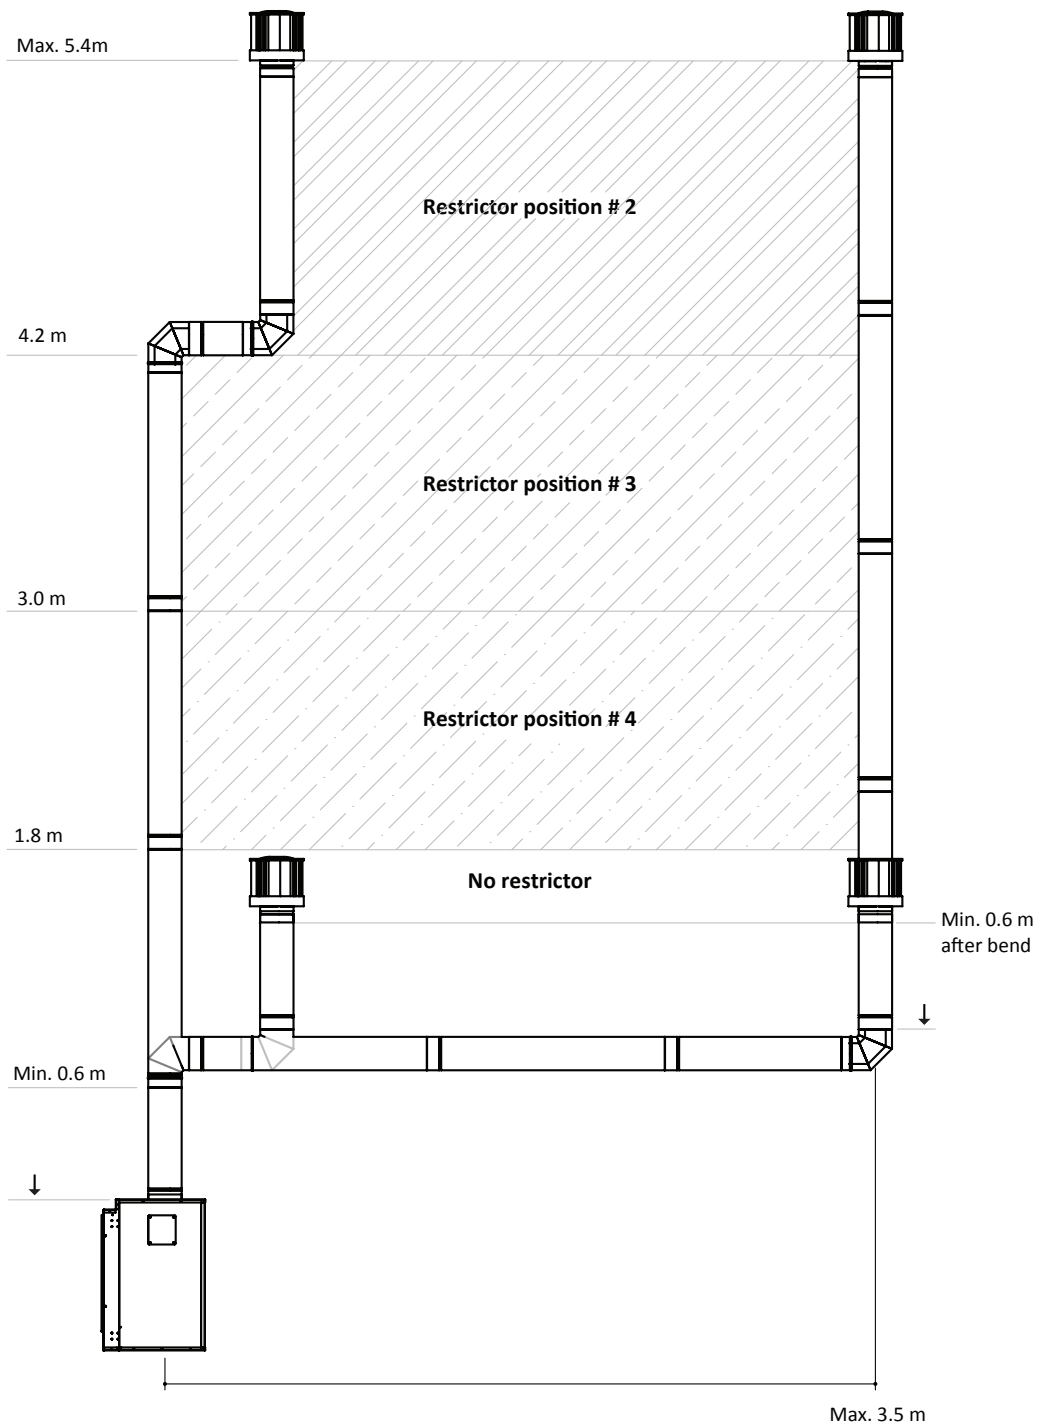 Max. 5.4m
Restrictor position # 2
4.2 m
Restrictor position # 3
3.0 m
Restrictor position # 4
1.8 m
No restrictor
Min. 0.6 m
after bend
Min. 0.6 m
Max. 3.5 m